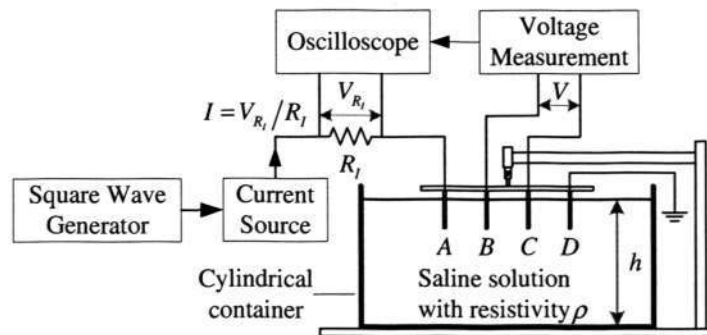 Oscilloscope
Voltage
Measurement
I = V_{R_I}/R_I
V_{R_I}
V
R_I
Square Wave
Generator
Current
Source
A B C D
h
Cylindrical
container
Saline solution
with resistivity ρ